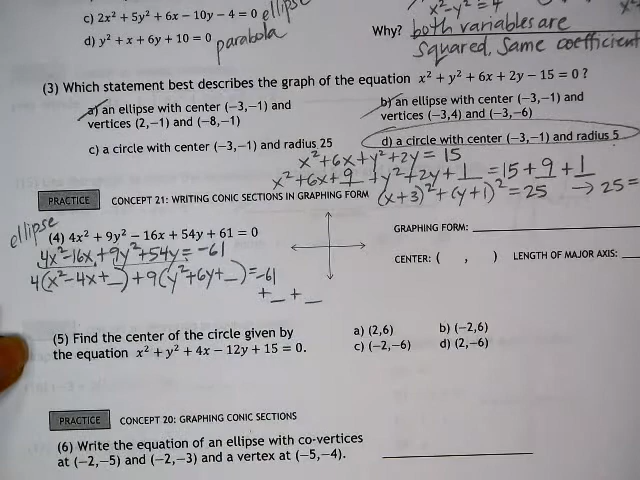 c) 2x² + 5y² + 6x − 10y − 4 = 0 ellipse
d) y² + x + 6y + 10 = 0 parabola
x² − y² = 4
Why? both variables are
squared, same coefficient
(3) Which statement best describes the graph of the equation x² + y² + 6x + 2y − 15 = 0 ?
a) an ellipse with center (−3, −1) and
vertices (2, −1) and (−8, −1)
b) an ellipse with center (−3, −1) and
vertices (−3,4) and (−3, −6)
c) a circle with center (−3, −1) and radius 25
d) a circle with center (−3, −1) and radius 5
x² + 6x + y² + 2y = 15
x² + 6x + 9 + y² + 2y + 1 = 15 + 9 + 1
(x + 3)² + (y + 1)² = 25 → 25 =
PRACTICE CONCEPT 21: WRITING CONIC SECTIONS IN GRAPHING FORM
ellipse
(4) 4x² + 9y² − 16x + 54y + 61 = 0
4x² − 16x + 9y² + 54y = −61
4(x² − 4x + _) + 9(y² + 6y + _) = −61
+ _ + _
GRAPHING FORM:
CENTER: ( , ) LENGTH OF MAJOR AXIS:
(5) Find the center of the circle given by
the equation x² + y² + 4x − 12y + 15 = 0.
a) (2,6) b) (−2,6)
c) (−2, −6) d) (2, −6)
PRACTICE CONCEPT 20: GRAPHING CONIC SECTIONS
(6) Write the equation of an ellipse with co-vertices
at (−2, −5) and (−2, −3) and a vertex at (−5, −4).